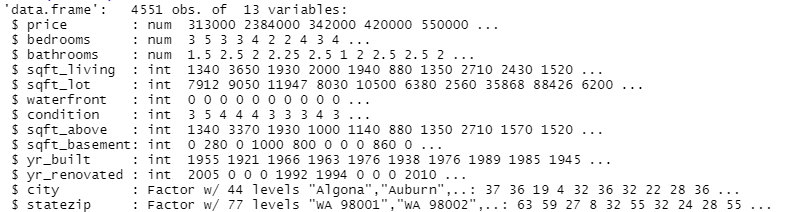 'data.frame':   4551 obs. of  13 variables:
 $ price        : num  313000 2384000 342000 420000 550000 ...
 $ bedrooms     : num  3 5 3 3 4 2 2 4 3 4 ...
 $ bathrooms    : num  1.5 2.5 2 2.25 2.5 1 2 2.5 2.5 2 ...
 $ sqft_living  : int  1340 3650 1930 2000 1940 880 1350 2710 2430 1520 ...
 $ sqft_lot     : int  7912 9050 11947 8030 10500 6380 2560 35868 88426 6200 ...
 $ waterfront   : int  0 0 0 0 0 0 0 0 0 0 ...
 $ condition    : int  3 5 4 4 4 3 3 3 4 3 ...
 $ sqft_above   : int  1340 3370 1930 1000 1140 880 1350 2710 1570 1520 ...
 $ sqft_basement: int  0 280 0 1000 800 0 0 0 860 0 ...
 $ yr_built     : int  1955 1921 1966 1963 1976 1938 1976 1989 1985 1945 ...
 $ yr_renovated : int  2005 0 0 0 1992 1994 0 0 0 2010 ...
 $ city         : Factor w/ 44 levels "Algona","Auburn",..: 37 36 19 4 32 36 32 22 28 36 ...
 $ statezip     : Factor w/ 77 levels "WA 98001","WA 98002",..: 63 59 27 8 32 55 32 24 28 55 ...